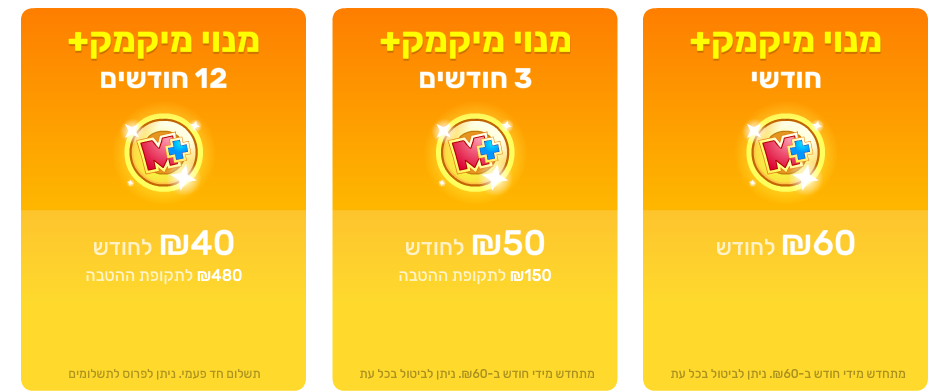 מנוי מיקמק+
חודשי
M+
₪60 לחודש
מתחדש מידי חודש ב-₪60. ניתן לביטול בכל עת
מנוי מיקמק+
3 חודשים
M+
₪50 לחודש
₪150 לתקופת ההטבה
מתחדש מידי חודש ב-₪60. ניתן לביטול בכל עת
מנוי מיקמק+
12 חודשים
M+
₪40 לחודש
₪480 לתקופת ההטבה
תשלום חד פעמי. ניתן לפרוס לתשלומים